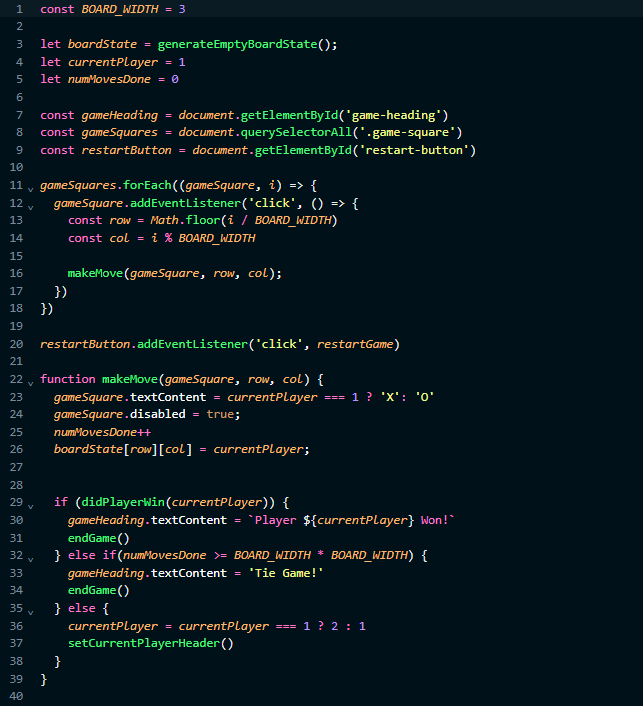 1 const BOARD_WIDTH = 3
2
3 let boardState = generateEmptyBoardState();
4 let currentPlayer = 1
5 let numMovesDone = 0
6
7 const gameHeading = document.getElementById('game-heading')
8 const gameSquares = document.querySelectorAll('.game-square')
9 const restartButton = document.getElementById('restart-button')
10
11 gameSquares.forEach((gameSquare, i) => {
12   gameSquare.addEventListener('click', () => {
13     const row = Math.floor(i / BOARD_WIDTH)
14     const col = i % BOARD_WIDTH
15
16     makeMove(gameSquare, row, col);
17   })
18 })
19
20 restartButton.addEventListener('click', restartGame)
21
22 function makeMove(gameSquare, row, col) {
23   gameSquare.textContent = currentPlayer === 1 ? 'X': 'O'
24   gameSquare.disabled = true;
25   numMovesDone++
26   boardState[row][col] = currentPlayer;
27
28
29   if (didPlayerWin(currentPlayer)) {
30     gameHeading.textContent = `Player ${currentPlayer} Won!`
31     endGame()
32   } else if(numMovesDone >= BOARD_WIDTH * BOARD_WIDTH) {
33     gameHeading.textContent = 'Tie Game!'
34     endGame()
35   } else {
36     currentPlayer = currentPlayer === 1 ? 2 : 1
37     setCurrentPlayerHeader()
38   }
39 }
40